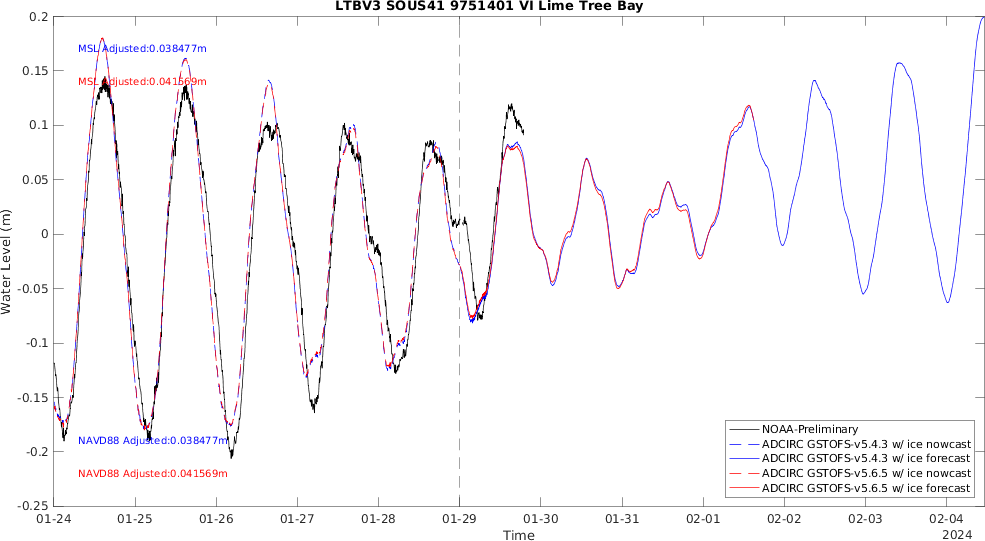 LTBV3 SOUS41 9751401 VI Lime Tree Bay
Water Level (m)
0.2
0.15
0.1
0.05
0
-0.05
-0.1
-0.15
-0.2
-0.25
MSL Adjusted:0.038477m
MSL Adjusted:0.041569m
NAVD88 Adjusted:0.038477m
NAVD88 Adjusted:0.041569m
NOAA-Preliminary
ADCIRC GSTOFS-v5.4.3 w/ ice nowcast
ADCIRC GSTOFS-v5.4.3 w/ ice forecast
ADCIRC GSTOFS-v5.6.5 w/ ice nowcast
ADCIRC GSTOFS-v5.6.5 w/ ice forecast
01-24 01-25 01-26 01-27 01-28 01-29 01-30 01-31 02-01 02-02 02-03 02-04
Time
2024